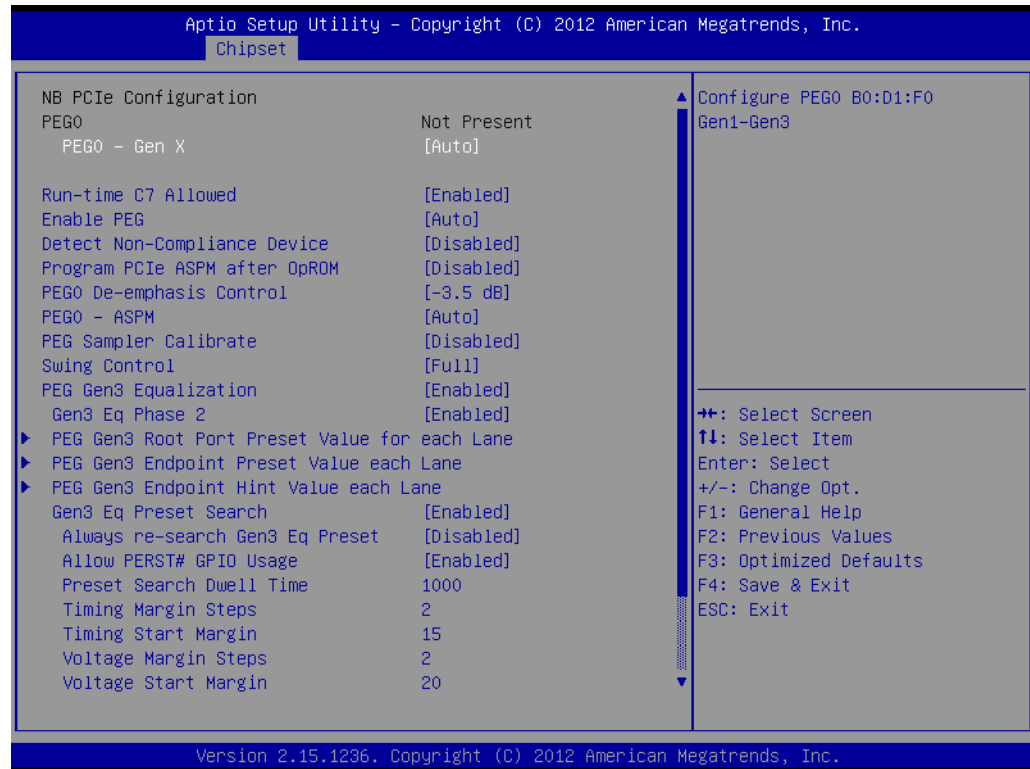 Aptio Setup Utility – Copyright (C) 2012 American Megatrends, Inc.
Chipset
NB PCIe Configuration
PEG0 Not Present
PEG0 – Gen X [Auto]
Run-time C7 Allowed [Enabled]
Enable PEG [Auto]
Detect Non-Compliance Device [Disabled]
Program PCIe ASPM after OpROM [Disabled]
PEG0 De-emphasis Control [-3.5 dB]
PEG0 – ASPM [Auto]
PEG Sampler Calibrate [Disabled]
Swing Control [Full]
PEG Gen3 Equalization [Enabled]
Gen3 Eq Phase 2 [Enabled]
PEG Gen3 Root Port Preset Value for each Lane
PEG Gen3 Endpoint Preset Value each Lane
PEG Gen3 Endpoint Hint Value each Lane
Gen3 Eq Preset Search [Enabled]
Always re-search Gen3 Eq Preset [Disabled]
Allow PERST# GPIO Usage [Enabled]
Preset Search Dwell Time 1000
Timing Margin Steps 2
Timing Start Margin 15
Voltage Margin Steps 2
Voltage Start Margin 20
Configure PEG0 B0:D1:F0
Gen1-Gen3
→←: Select Screen
↑↓: Select Item
Enter: Select
+/-: Change Opt.
F1: General Help
F2: Previous Values
F3: Optimized Defaults
F4: Save & Exit
ESC: Exit
Version 2.15.1236. Copyright (C) 2012 American Megatrends, Inc.